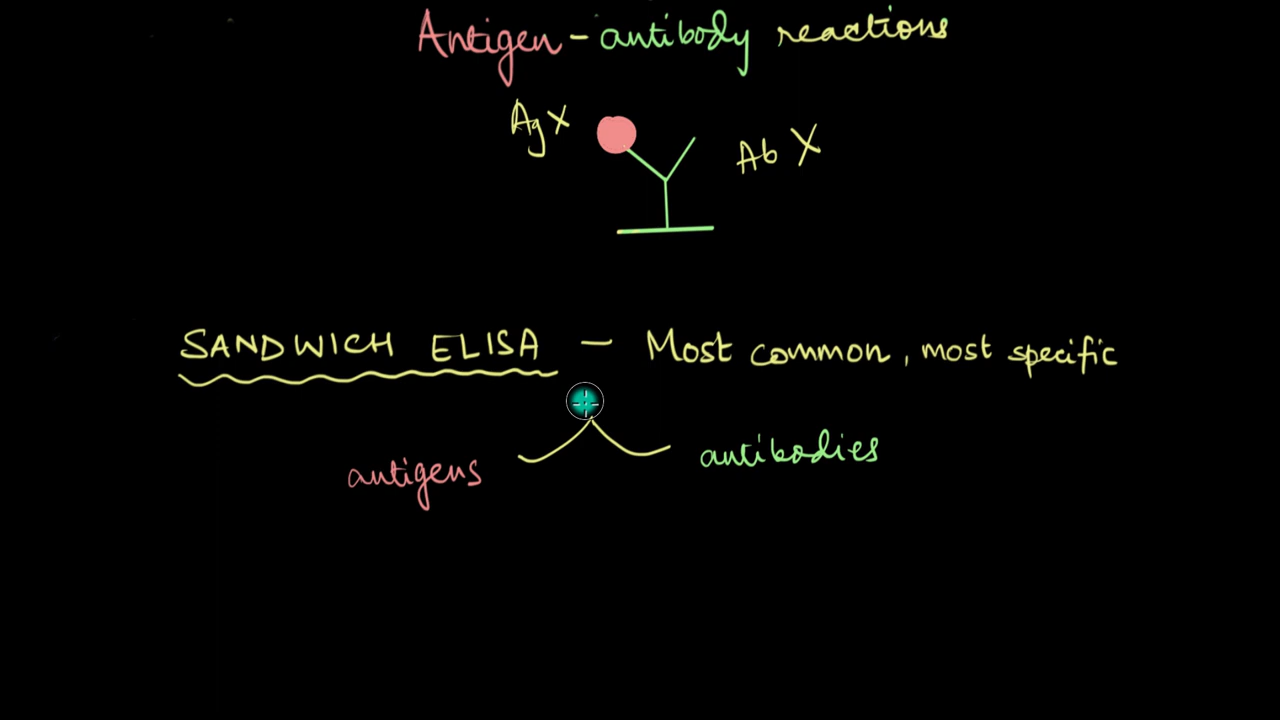 Antigen - antibody reactions
Ag X
Ab X
SANDWICH ELISA - Most common, most specific
antigens
antibodies